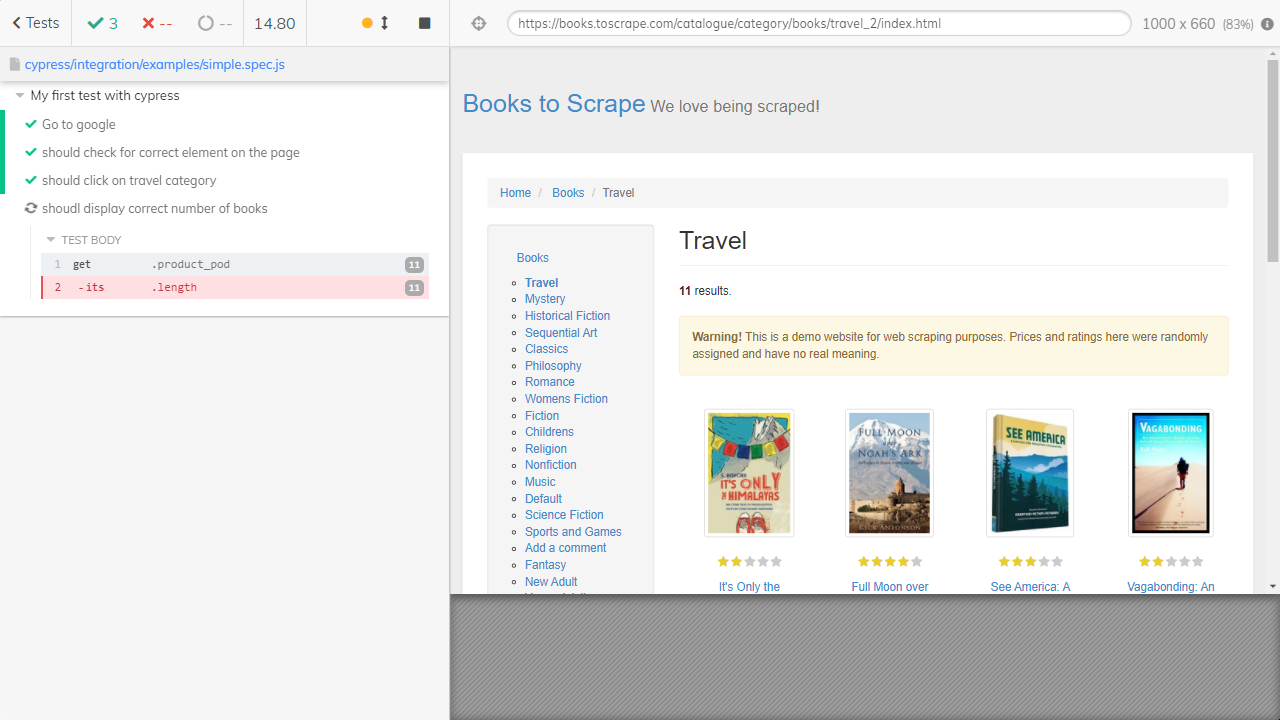 Tests 3 -- -- 14.80
https://books.toscrape.com/catalogue/category/books/travel_2/index.html 1000 x 660 (83%)
cypress/integration/examples/simple.spec.js
My first test with cypress
Go to google
should check for correct element on the page
should click on travel category
shoudl display correct number of books
TEST BODY
1 get .product_pod 11
2 -its .length 11
Books to Scrape We love being scraped!
Home / Books / Travel
Books
Travel
Mystery
Historical Fiction
Sequential Art
Classics
Philosophy
Romance
Womens Fiction
Fiction
Childrens
Religion
Nonfiction
Music
Default
Science Fiction
Sports and Games
Add a comment
Fantasy
New Adult
Travel
11 results.
Warning! This is a demo website for web scraping purposes. Prices and ratings here were randomly
assigned and have no real meaning.
IT'S ONLY
THE HIMALAYAS
FULL MOON
OVER
NOAH'S ARK
RICK ANTONSON
SEE AMERICA
VAGABONDING
It's Only the
Full Moon over
See America: A
Vagabonding: An